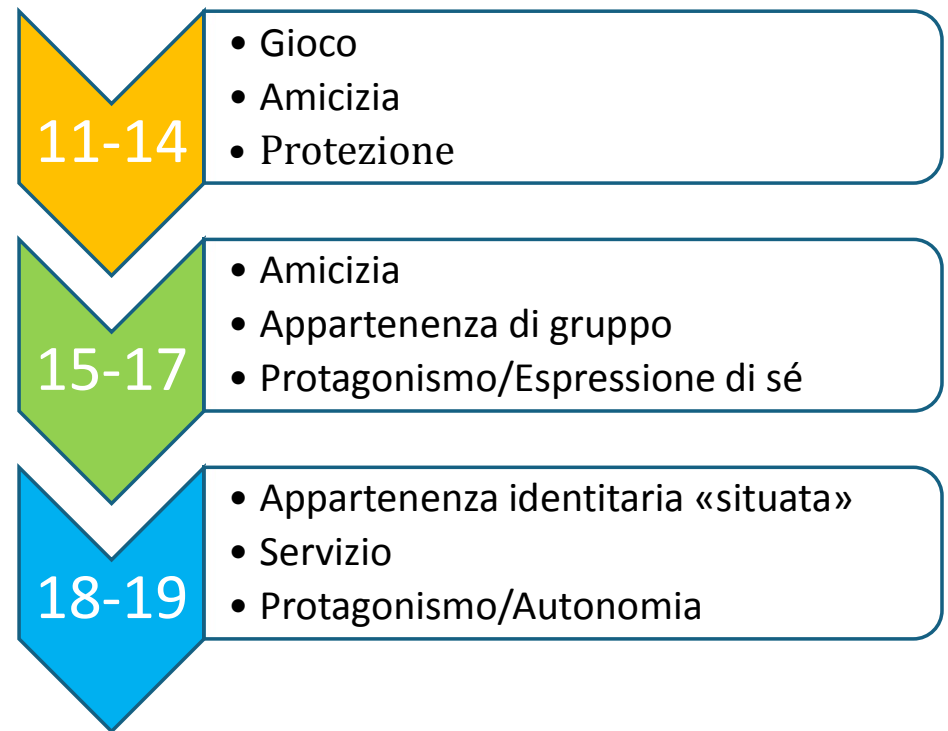 11-14
• Gioco
• Amicizia
• Protezione
15-17
• Amicizia
• Appartenenza di gruppo
• Protagonismo/Espressione di sé
18-19
• Appartenenza identitaria «situata»
• Servizio
• Protagonismo/Autonomia